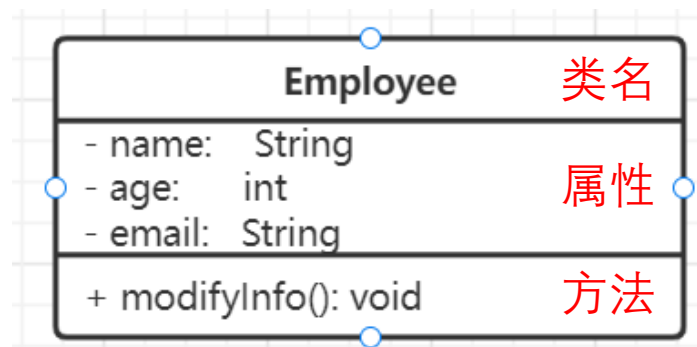 Employee 类名
- name: String
- age: int 属性
- email: String
+ modifyInfo(): void 方法